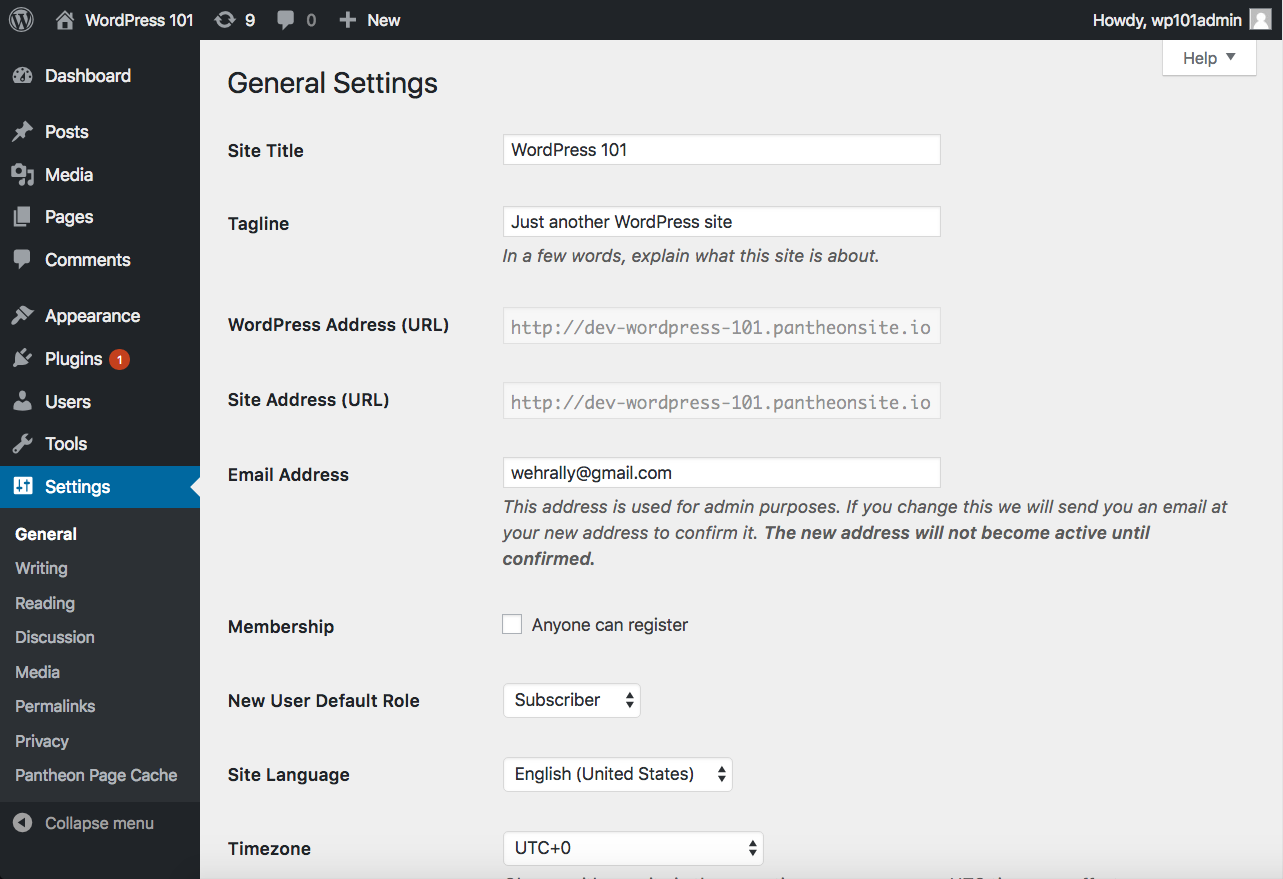 WordPress 101 9 0 New Howdy, wp101admin
Help
Dashboard
Posts
Media
Pages
Comments
Appearance
Plugins 1
Users
Tools
Settings
General
Writing
Reading
Discussion
Media
Permalinks
Privacy
Pantheon Page Cache
Collapse menu
General Settings
Site Title WordPress 101
Tagline Just another WordPress site
In a few words, explain what this site is about.
WordPress Address (URL) http://dev-wordpress-101.pantheonsite.io
Site Address (URL) http://dev-wordpress-101.pantheonsite.io
Email Address wehrally@gmail.com
This address is used for admin purposes. If you change this we will send you an email at
your new address to confirm it. The new address will not become active until
confirmed.
Membership Anyone can register
New User Default Role Subscriber
Site Language English (United States)
Timezone UTC+0